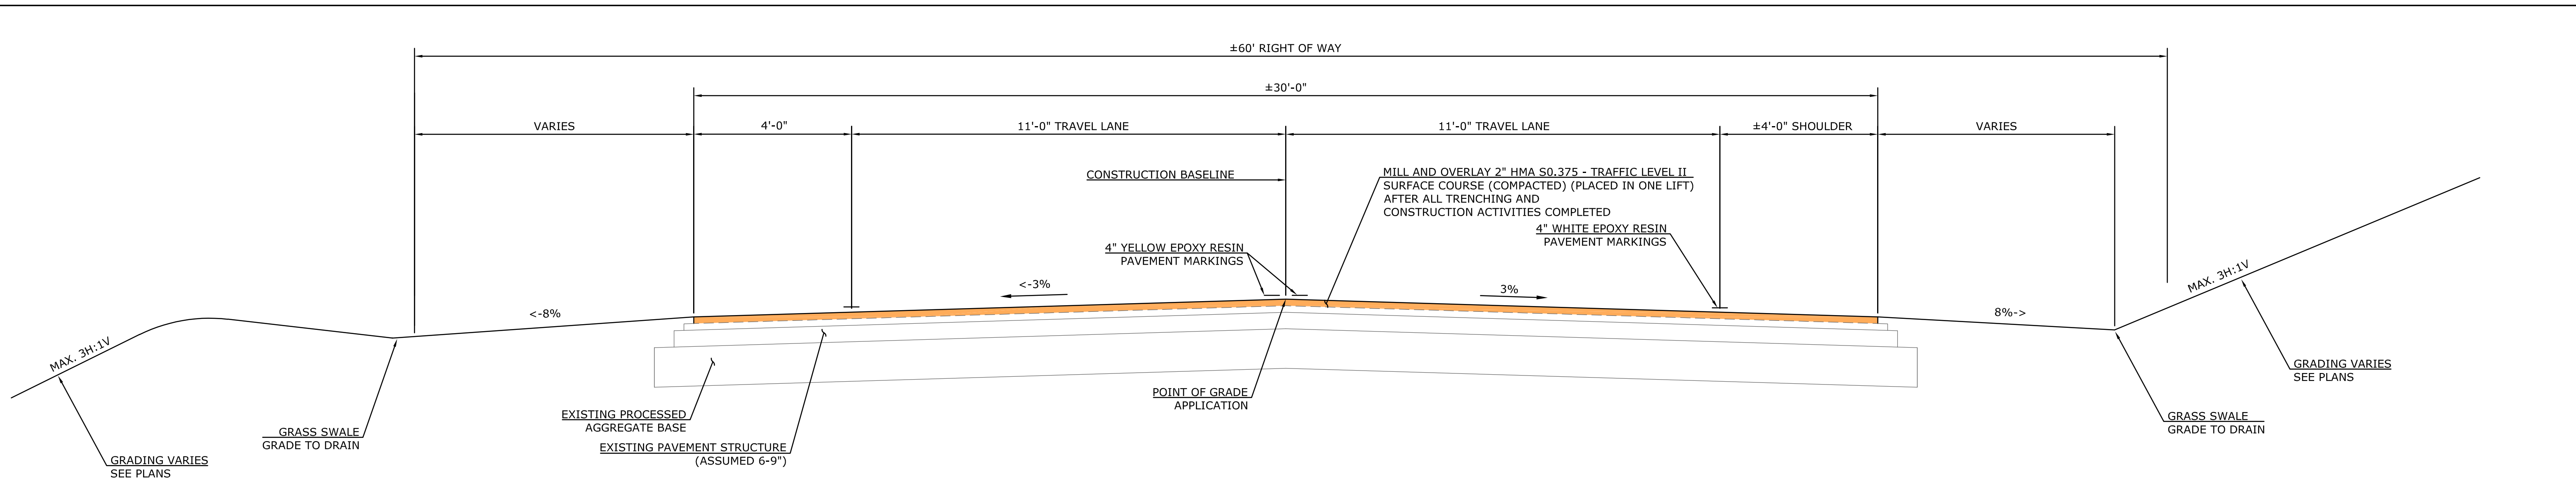 ±60' RIGHT OF WAY
±30'-0"
VARIES
4'-0"
11'-0" TRAVEL LANE
11'-0" TRAVEL LANE
±4'-0" SHOULDER
VARIES
CONSTRUCTION BASELINE
MILL AND OVERLAY 2" HMA S0.375 - TRAFFIC LEVEL II
SURFACE COURSE (COMPACTED) (PLACED IN ONE LIFT)
AFTER ALL TRENCHING AND
CONSTRUCTION ACTIVITIES COMPLETED
4" WHITE EPOXY RESIN
PAVEMENT MARKINGS
4" YELLOW EPOXY RESIN
PAVEMENT MARKINGS
<-3%
3%
<-8%
8%->
MAX. 3H:1V
MAX. 3H:1V
GRADING VARIES
SEE PLANS
GRASS SWALE
GRADE TO DRAIN
EXISTING PROCESSED
AGGREGATE BASE
EXISTING PAVEMENT STRUCTURE
(ASSUMED 6-9")
POINT OF GRADE
APPLICATION
GRASS SWALE
GRADE TO DRAIN
GRADING VARIES
SEE PLANS